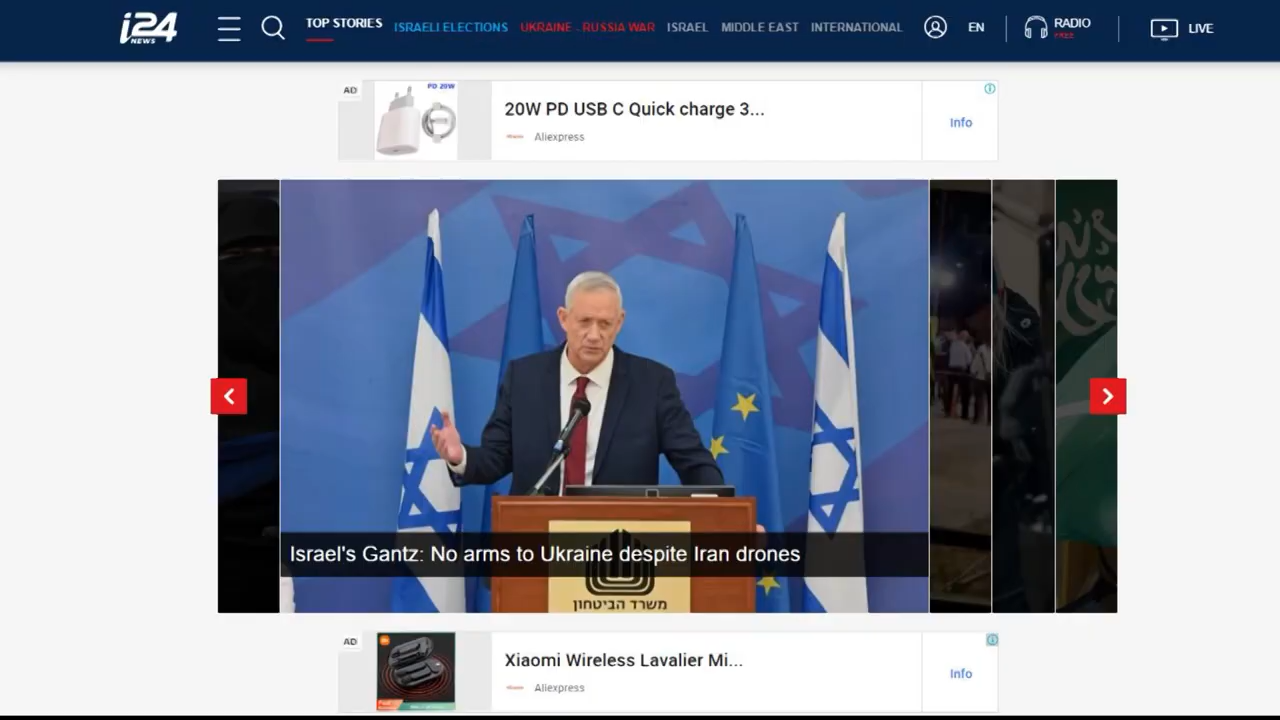 i24
NEWS
TOP STORIES
ISRAELI ELECTIONS
UKRAINE - RUSSIA WAR
ISRAEL
MIDDLE EAST
INTERNATIONAL
EN
RADIO
FREE
LIVE
AD
PD 20W
20W PD USB C Quick charge 3...
Aliexpress
Info
Israel's Gantz: No arms to Ukraine despite Iran drones
משרד הביטחון
AD
Xiaomi Wireless Lavalier Mi...
Aliexpress
Info